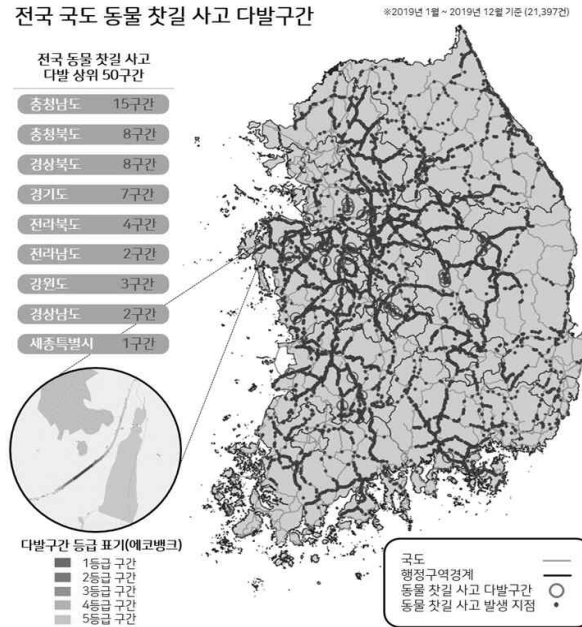 전국 국도 동물 찻길 사고 다발구간
※2019년 1월 ~ 2019년 12월 기준 (21,397건)
전국 동물 찻길 사고
다발 상위 50구간
충청남도 15구간
충청북도 8구간
경상북도 8구간
경기도 7구간
전라북도 4구간
전라남도 2구간
강원도 3구간
경상남도 2구간
세종특별시 1구간
다발구간 등급 표기(에코뱅크)
1등급 구간
2등급 구간
3등급 구간
4등급 구간
5등급 구간
국도
행정구역경계
동물 찻길 사고 다발구간
동물 찻길 사고 발생 지점